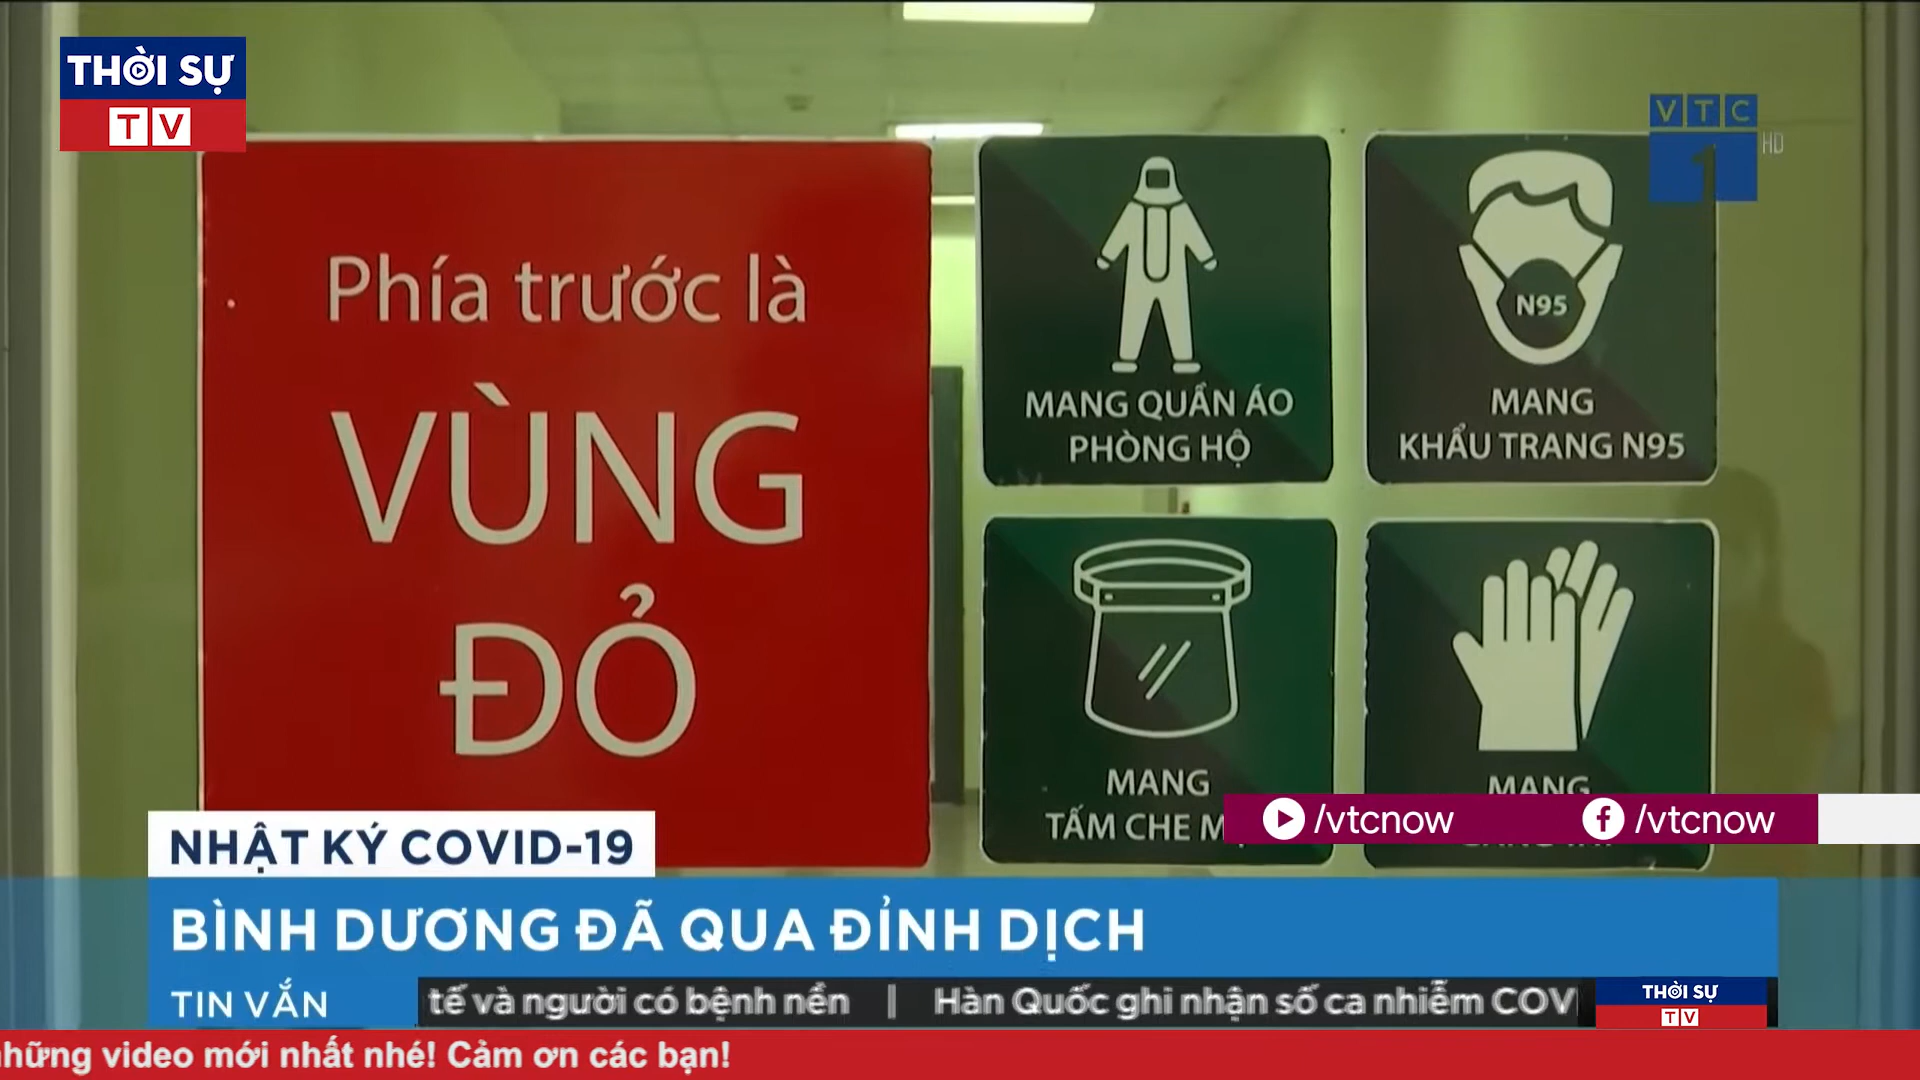 THỜI SỰ
TV
VTC
1
HD
Phía trước là
VÙNG
ĐỎ
MANG QUẦN ÁO
PHÒNG HỘ
N95
MANG
KHẨU TRANG N95
MANG
TẤM CHE
MANG
/vtcnow
/vtcnow
NHẬT KÝ COVID-19
BÌNH DƯƠNG ĐÃ QUA ĐỈNH DỊCH
TIN VẮN
tế và người có bệnh nền | Hàn Quốc ghi nhận số ca nhiễm COV
THỜI SỰ
TV
những video mới nhất nhé! Cảm ơn các bạn!